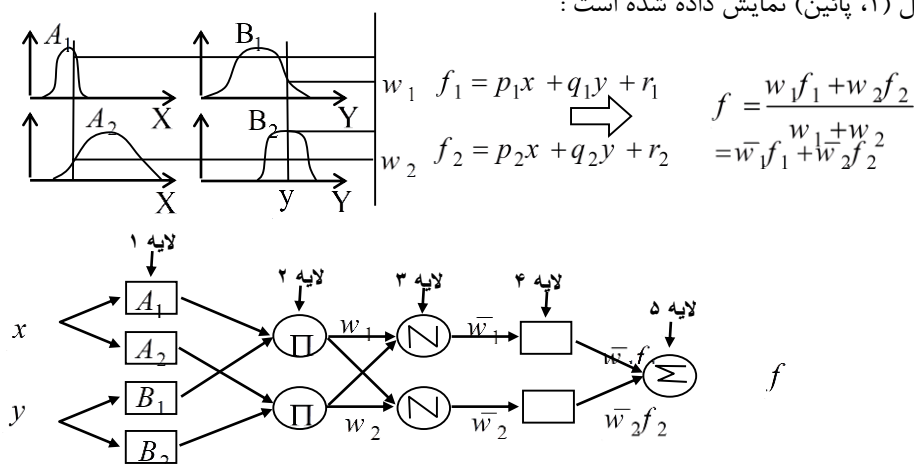 ل (۱، پائین) نمایش داده شده است :
A₁ B₁
X Y
w₁ f₁ = p₁x + q₁y + r₁
f = (w₁f₁ + w₂f₂) / (w₁ + w₂)
A₂ B₂
w₂ f₂ = p₂x + q₂y + r₂
= w̄₁f₁ + w̄₂f₂
X y Y
لایه ۱
لایه ۲
لایه ۳
لایه ۴
لایه ۵
x A₁ Π w₁ N w̄₁
A₂ w̄₁f₁ Σ f
y B₁ Π w₂ N w̄₂ w̄₂f₂
B₂